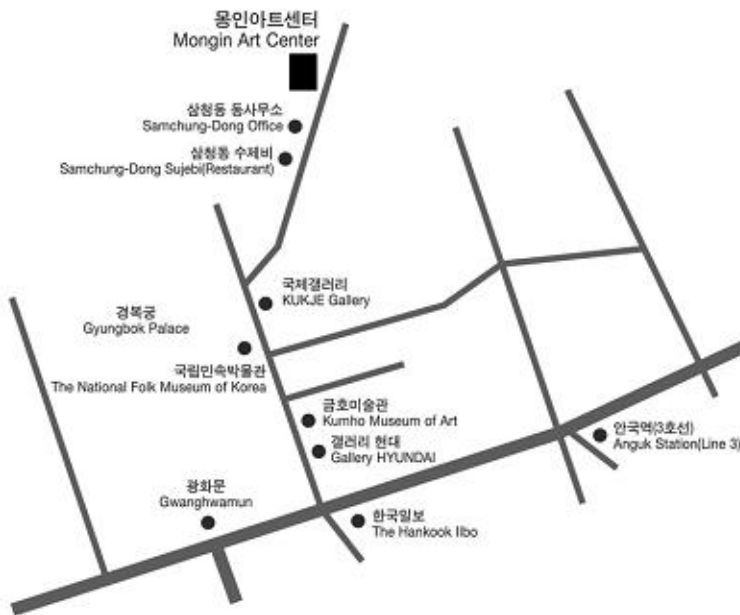 몽인아트센터
Mongin Art Center
삼청동 동사무소
Samchung-Dong Office
삼청동 수제비
Samchung-Dong Sujebi(Restaurant)
국제갤러리
KUKJE Gallery
경복궁
Gyungbok Palace
국립민속박물관
The National Folk Museum of Korea
금호미술관
Kumho Museum of Art
갤러리 현대
Gallery HYUNDAI
안국역(3호선)
Anguk Station(Line 3)
광화문
Gwanghwamun
한국일보
The Hankook Ilbo